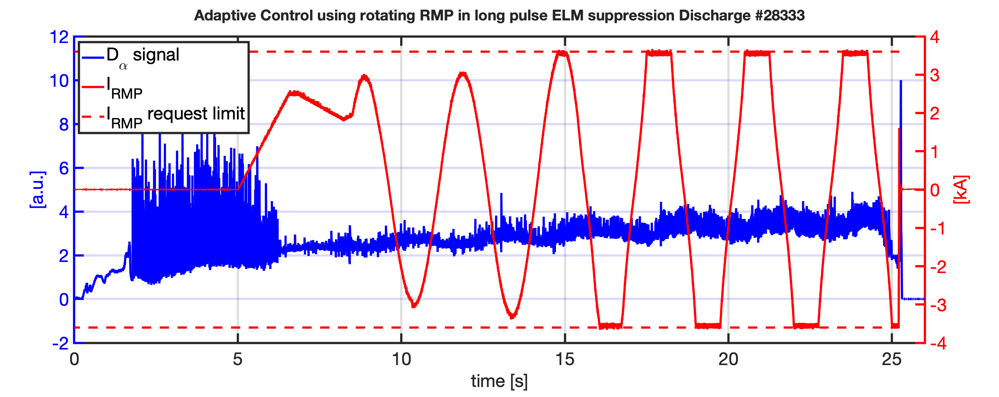 Adaptive Control using rotating RMP in long pulse ELM suppression Discharge #28333
12
10
8
6
4
2
0
-2
[a.u.]
Dα signal
I RMP
I RMP request limit
4
3
2
1
0
-1
-2
-3
-4
[kA]
0 5 10 15 20 25
time [s]